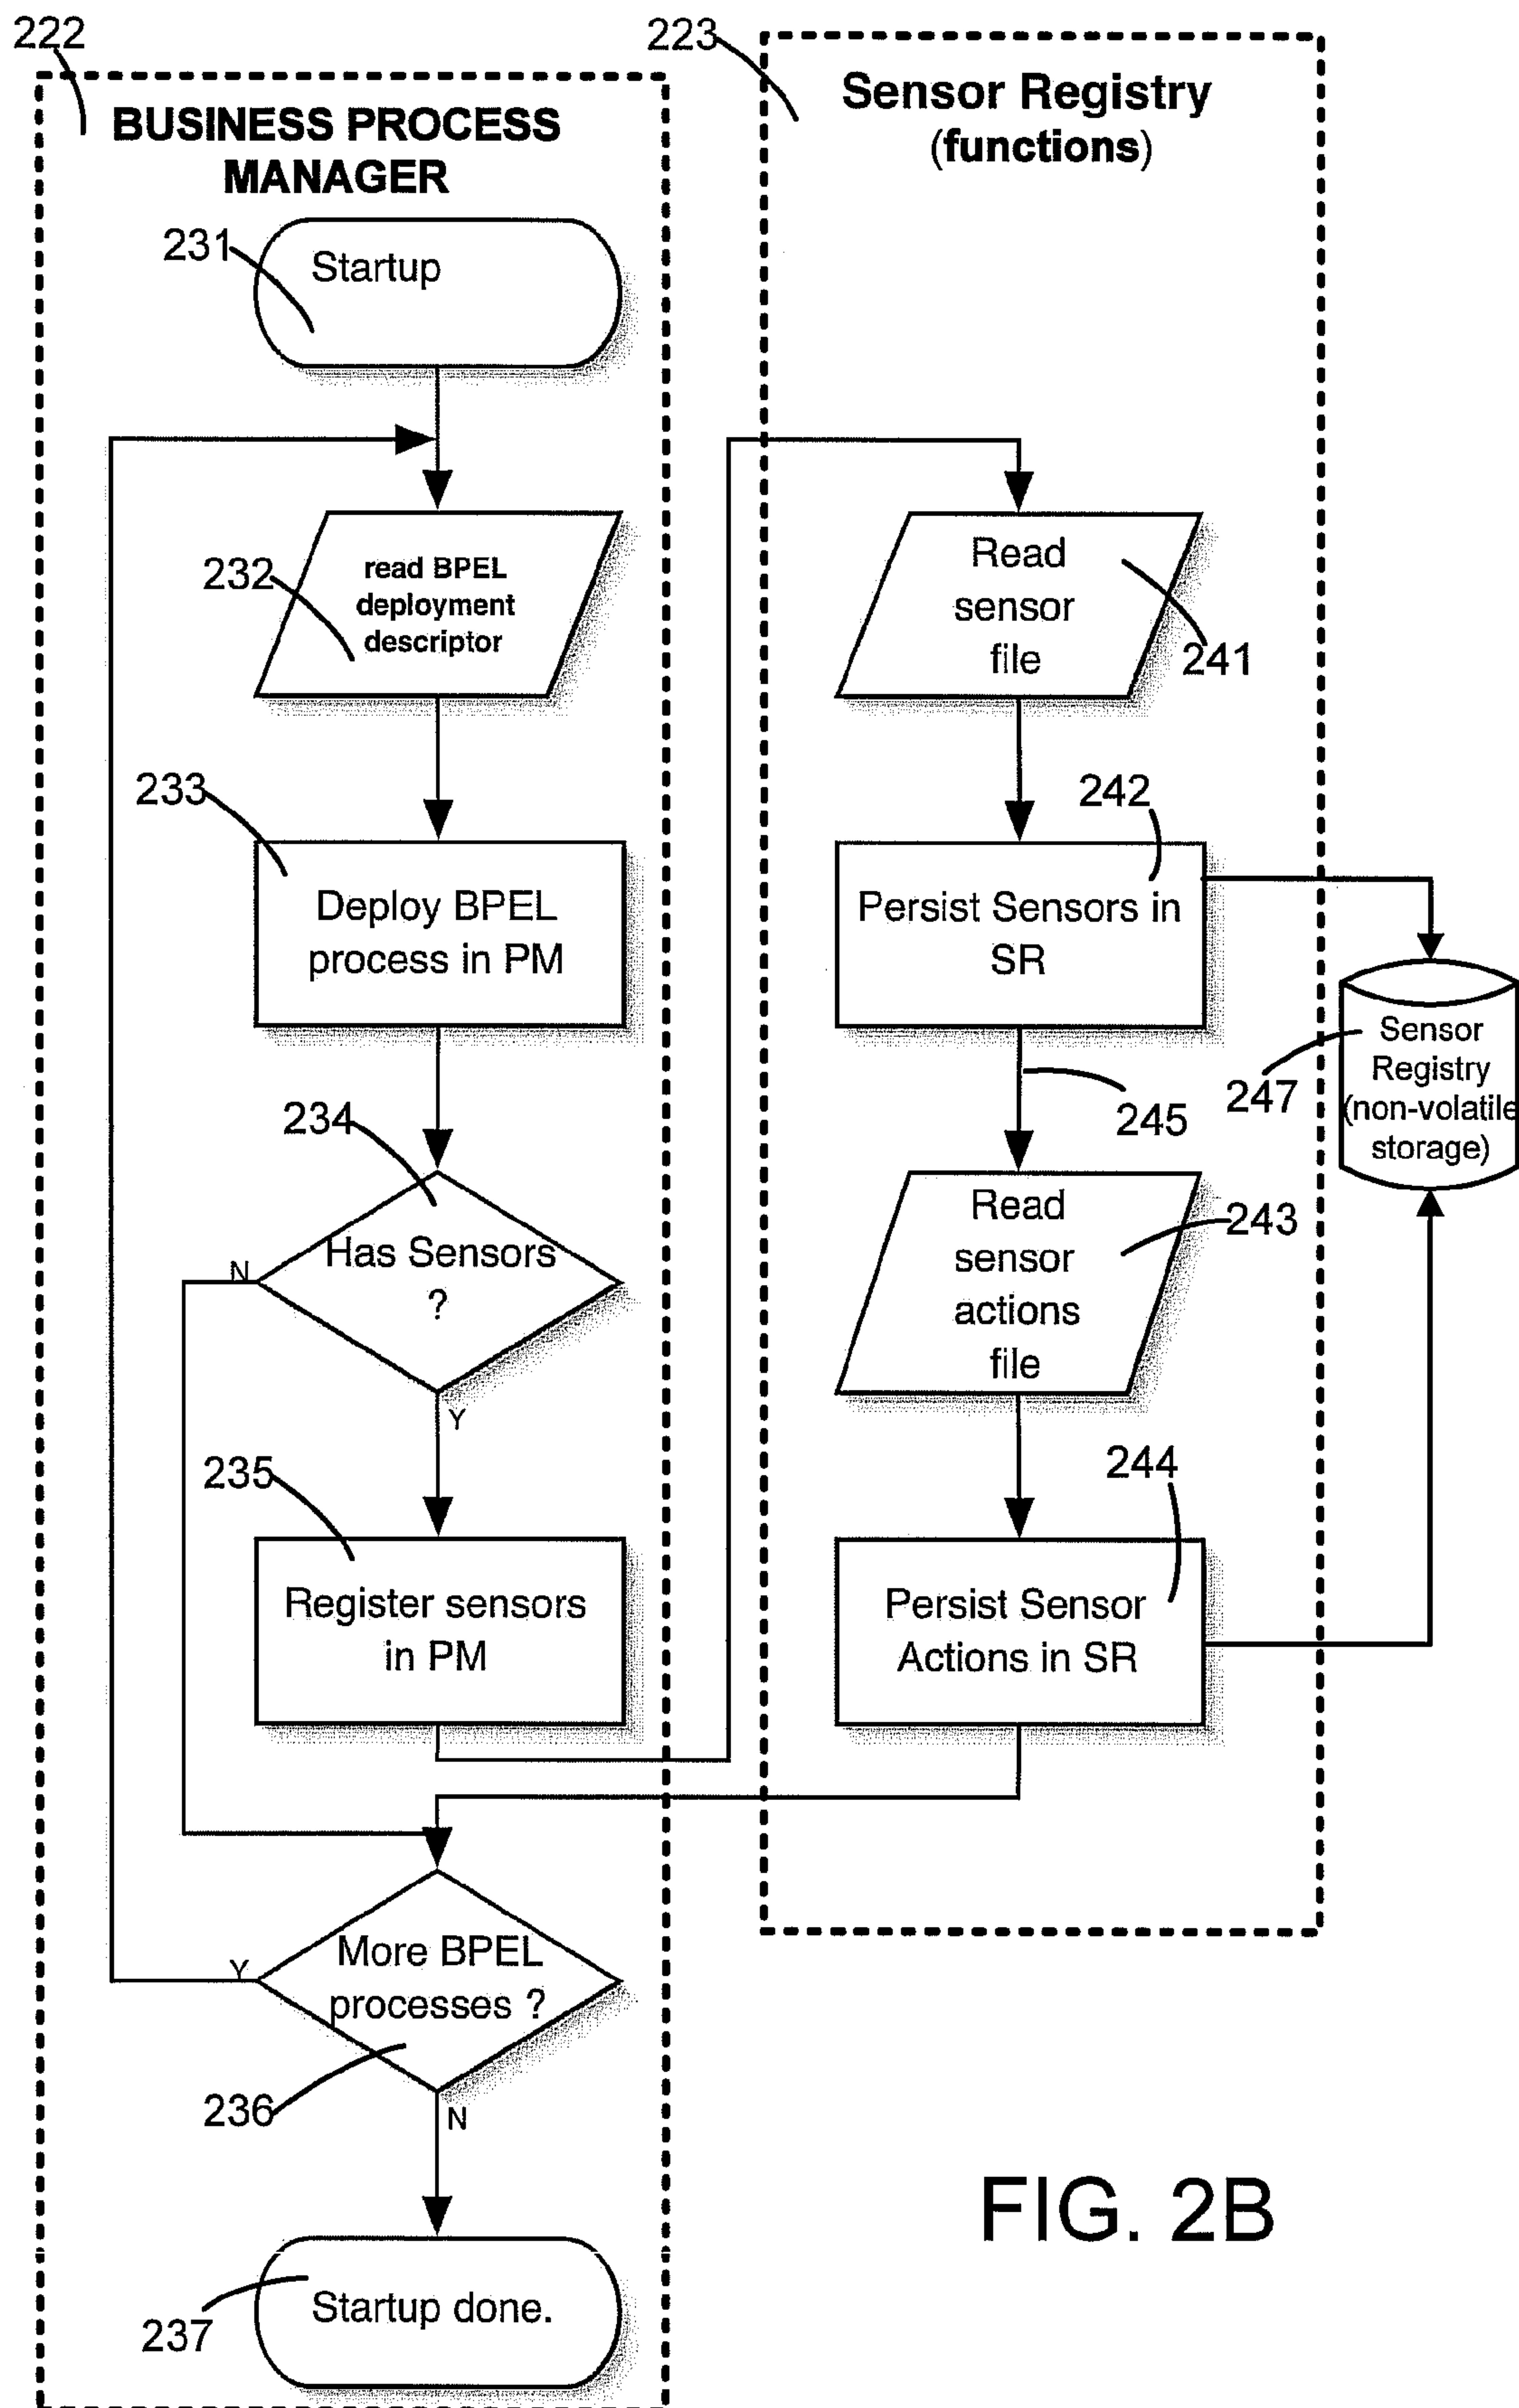 222
BUSINESS PROCESS
MANAGER
231
Startup
232
read BPEL
deployment
descriptor
233
Deploy BPEL
process in PM
234
Has Sensors
?
N
Y
235
Register sensors
in PM
More BPEL
processes ?
Y
236
N
Startup done.
237
223
Sensor Registry
(functions)
Read
sensor
file
241
242
Persist Sensors in
SR
245
Read
sensor
actions
file
243
244
Persist Sensor
Actions in SR
Sensor
Registry
(non-volatile
storage)
247
FIG. 2B